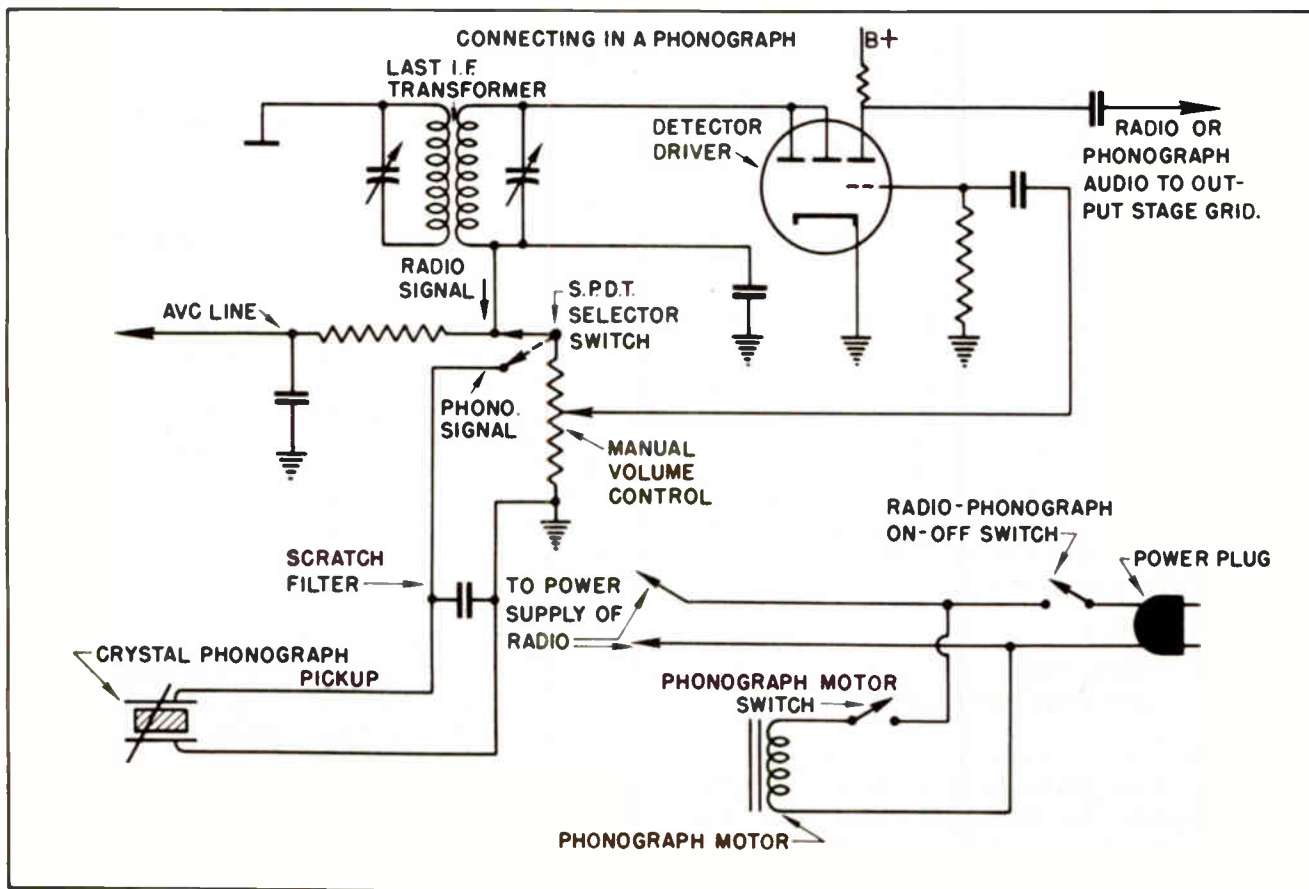 CONNECTING IN A PHONOGRAPH
B+
LAST I.F.
TRANSFORMER
DETECTOR
DRIVER
RADIO OR
PHONOGRAPH
AUDIO TO OUT-
PUT STAGE GRID.
RADIO
SIGNAL
S.P.D.T.
SELECTOR
SWITCH
AVC LINE
PHONO.
SIGNAL
MANUAL
VOLUME
CONTROL
RADIO-PHONOGRAPH
ON-OFF SWITCH
POWER PLUG
SCRATCH
FILTER
TO POWER
SUPPLY OF
RADIO
CRYSTAL PHONOGRAPH
PICKUP
PHONOGRAPH MOTOR
SWITCH
PHONOGRAPH MOTOR